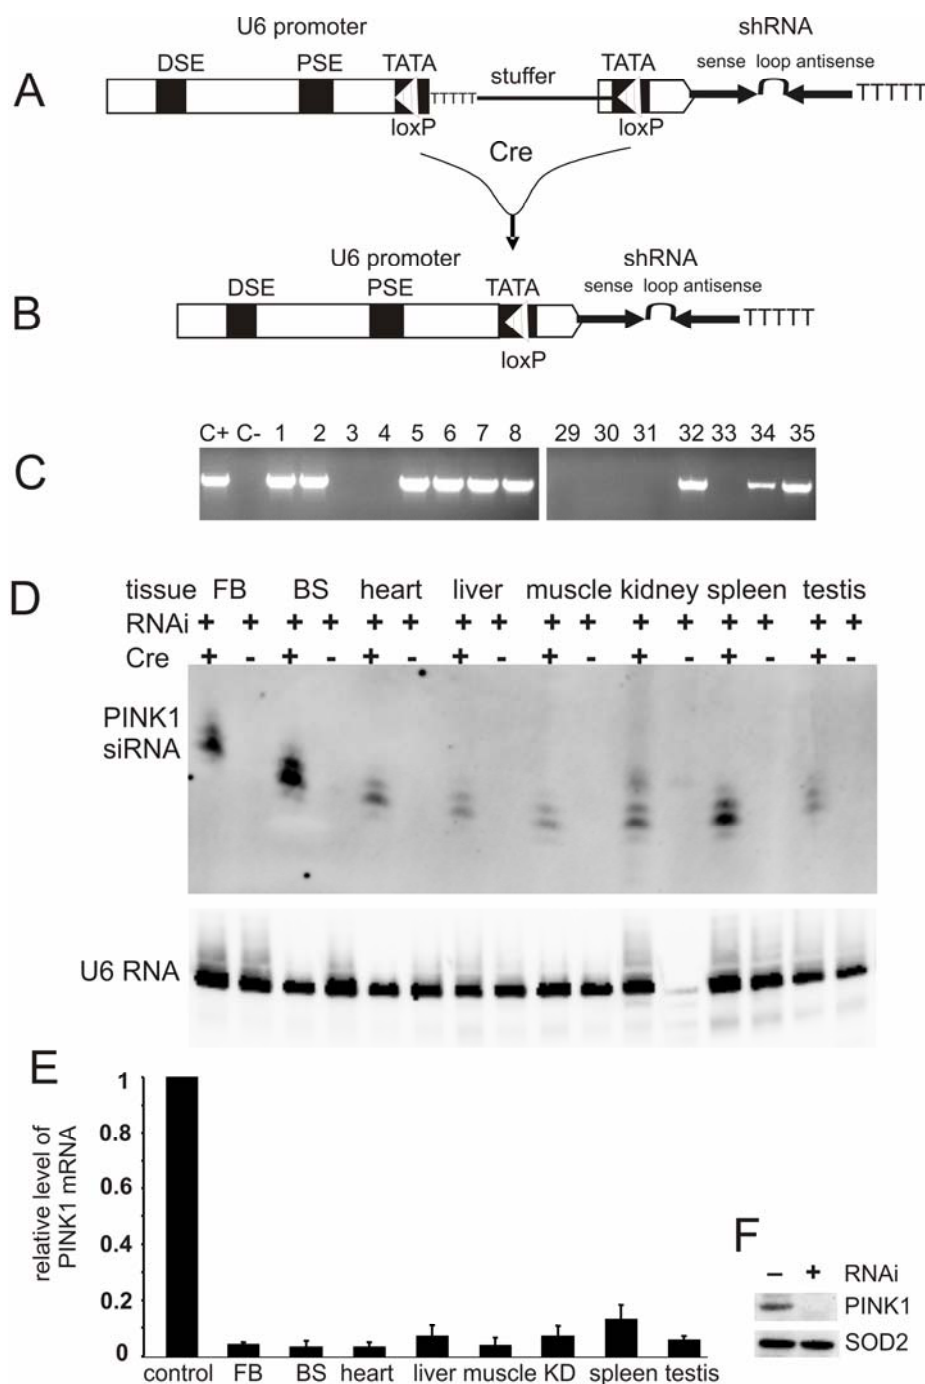 U6 promoter shRNA
DSE PSE TATA stuffer TATA sense loop antisense
A TTTTT TTTTT
loxP loxP
Cre
U6 promoter shRNA
DSE PSE TATA sense loop antisense
B TTTTT
loxP
C+ C- 1 2 3 4 5 6 7 8 29 30 31 32 33 34 35
C
D tissue FB BS heart liver muscle kidney spleen testis
RNAi + + + + + + + + + + + + + + + +
Cre + - + - + - + - + - + - + - + -
PINK1
siRNA
U6 RNA
E
relative level of
PINK1 mRNA
1
0.8
0.6
0.4
0.2
0
control FB BS heart liver muscle KD spleen testis
F
– + RNAi
PINK1
SOD2